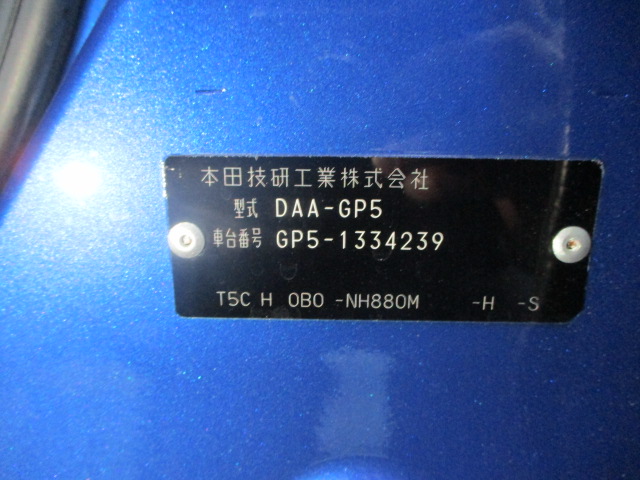 本田技研工業株式会社
型式 DAA-GP5
車台番号 GP5-1334239
T5C H OBO -NH880M -H -S